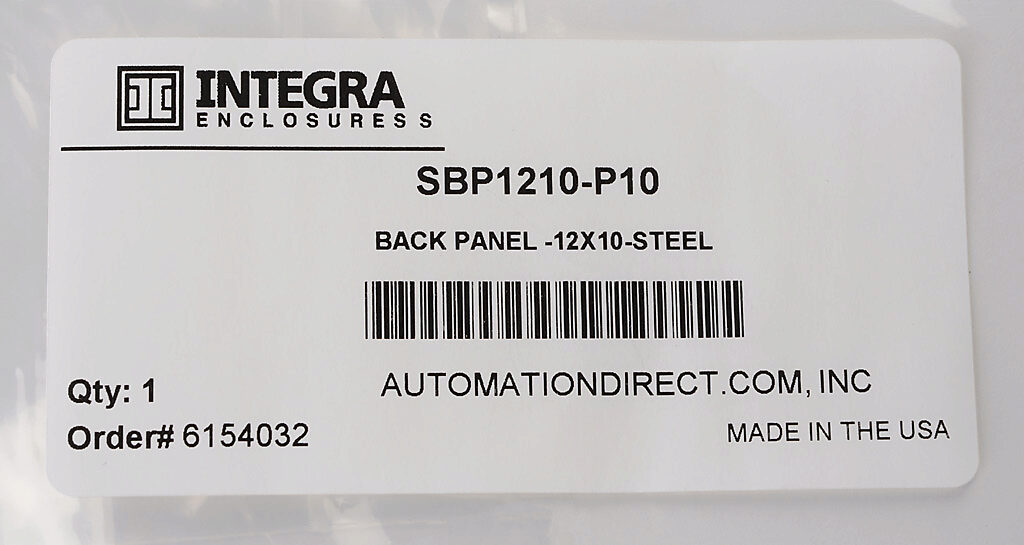 INTEGRA
ENCLOSURESS
SBP1210-P10
BACK PANEL -12X10-STEEL
Qty: 1
AUTOMATIONDIRECT.COM, INC
Order# 6154032
MADE IN THE USA